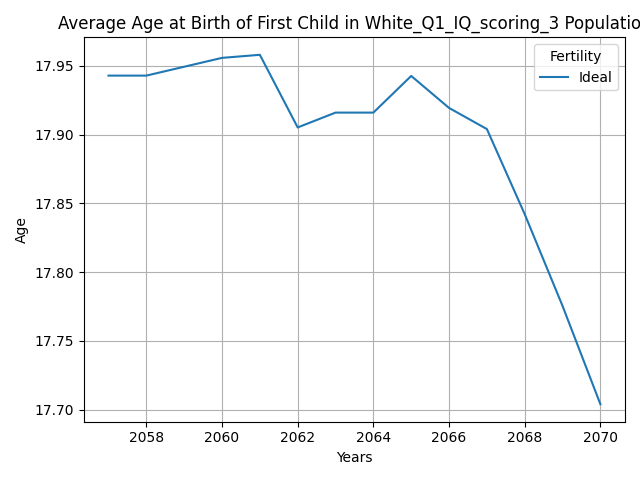 Average Age at Birth of First Child in White_Q1_IQ_scoring_3 Populatio
Fertility
Ideal
17.95
17.90
17.85
17.80
17.75
17.70
Age
2058 2060 2062 2064 2066 2068 2070
Years